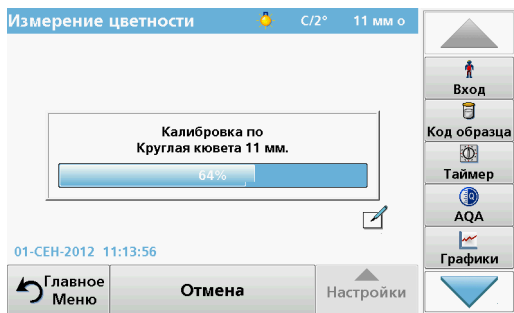 Измерение цветности C/2° 11 мм о
Калибровка по
Круглая кювета 11 мм.
64%
01-СЕН-2012 11:13:56
Главное
Меню
Отмена
Настройки
Вход
Код образца
Таймер
AQA
Графики